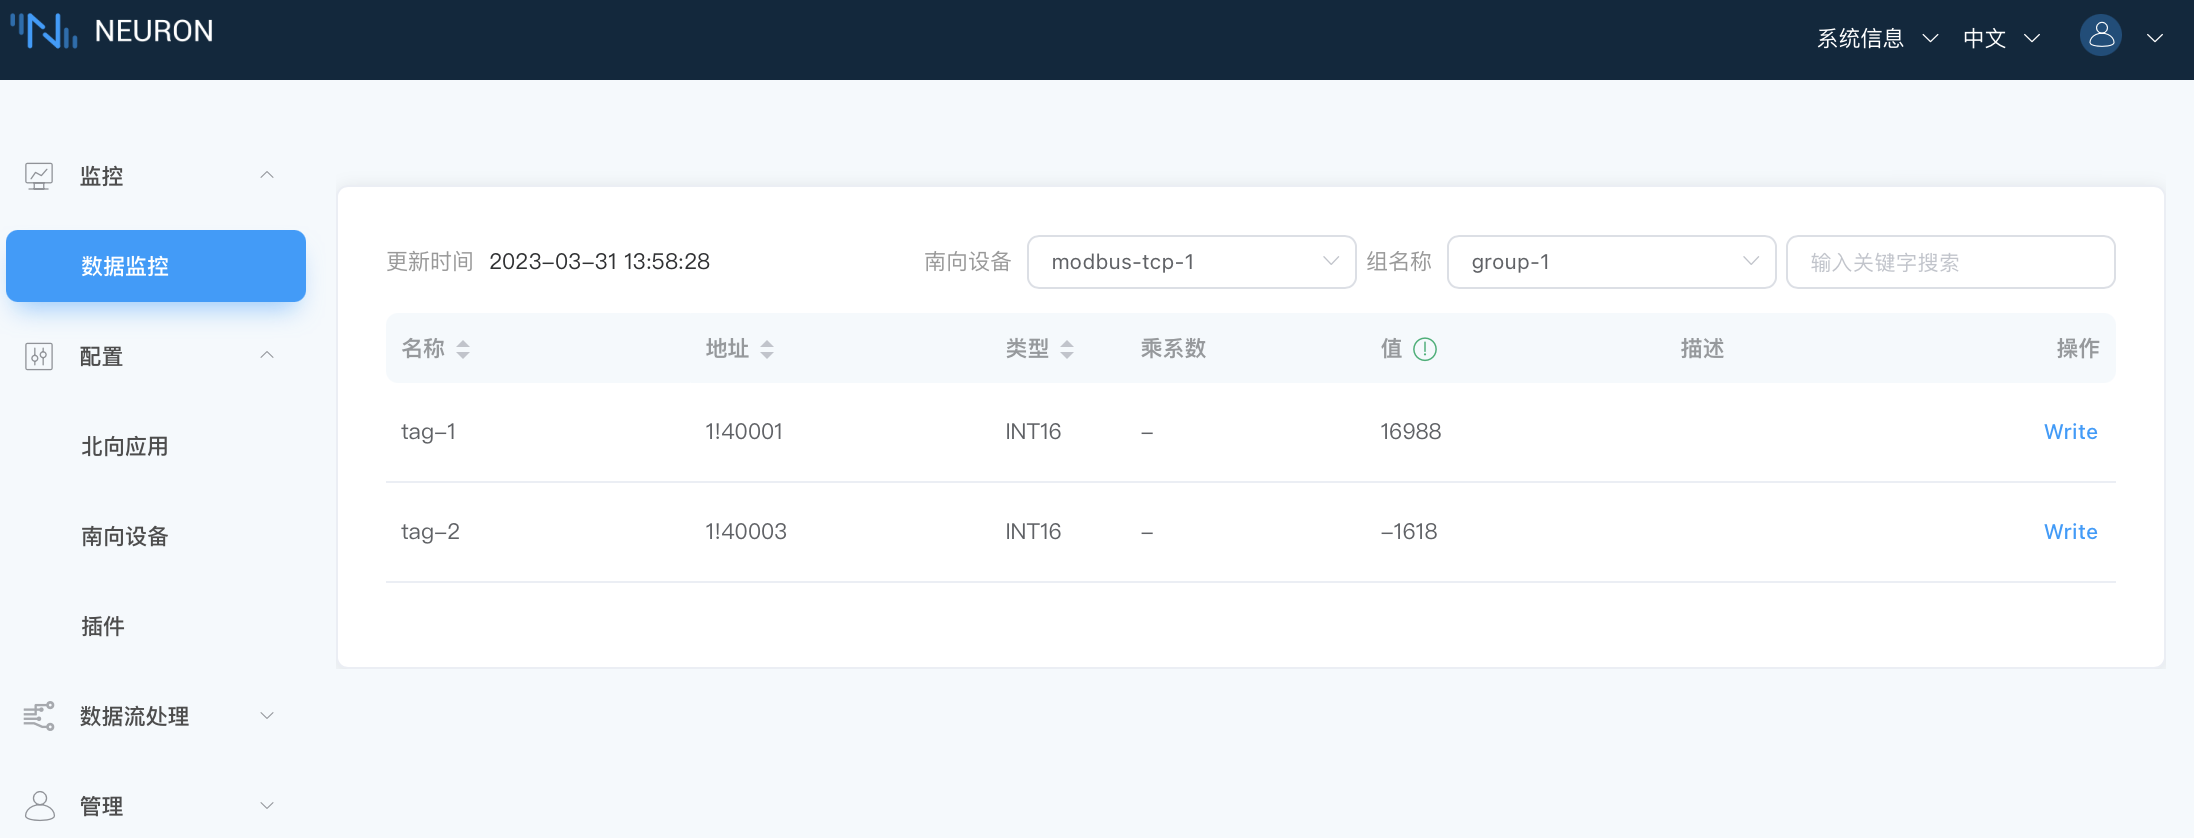 NEURON
系统信息 中文
监控
数据监控
配置
北向应用
南向设备
插件
数据流处理
管理
更新时间 2023-03-31 13:58:28 南向设备 modbus-tcp-1 组名称 group-1 输入关键字搜索
名称 地址 类型 乘系数 值 描述 操作
tag-1 1!40001 INT16 - 16988 Write
tag-2 1!40003 INT16 - -1618 Write